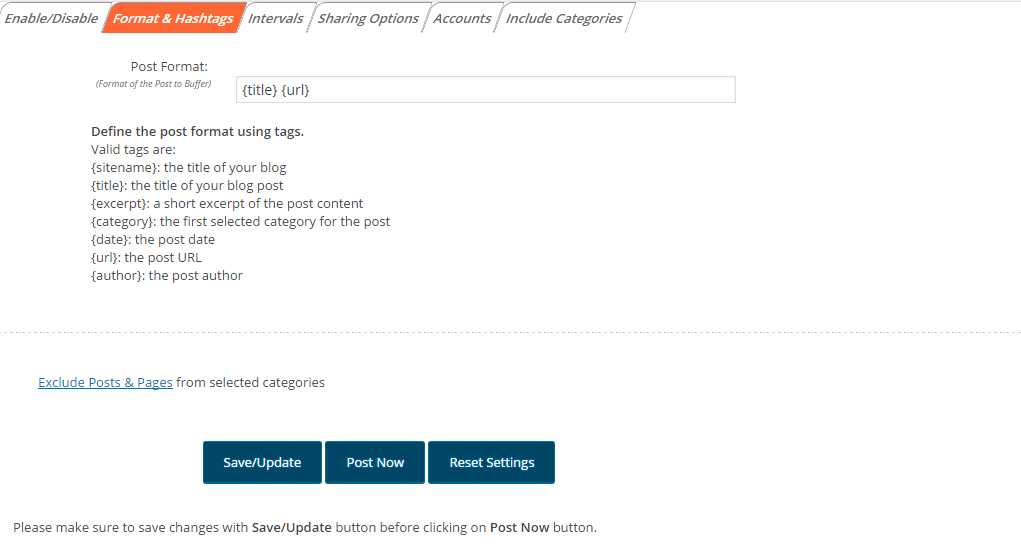 Enable/Disable Format & Hashtags Intervals Sharing Options Accounts Include Categories
Post Format:
(Format of the Post to Buffer)
{title} {url}
Define the post format using tags.
Valid tags are:
{sitename}: the title of your blog
{title}: the title of your blog post
{excerpt}: a short excerpt of the post content
{category}: the first selected category for the post
{date}: the post date
{url}: the post URL
{author}: the post author
Exclude Posts & Pages from selected categories
Save/Update Post Now Reset Settings
Please make sure to save changes with Save/Update button before clicking on Post Now button.